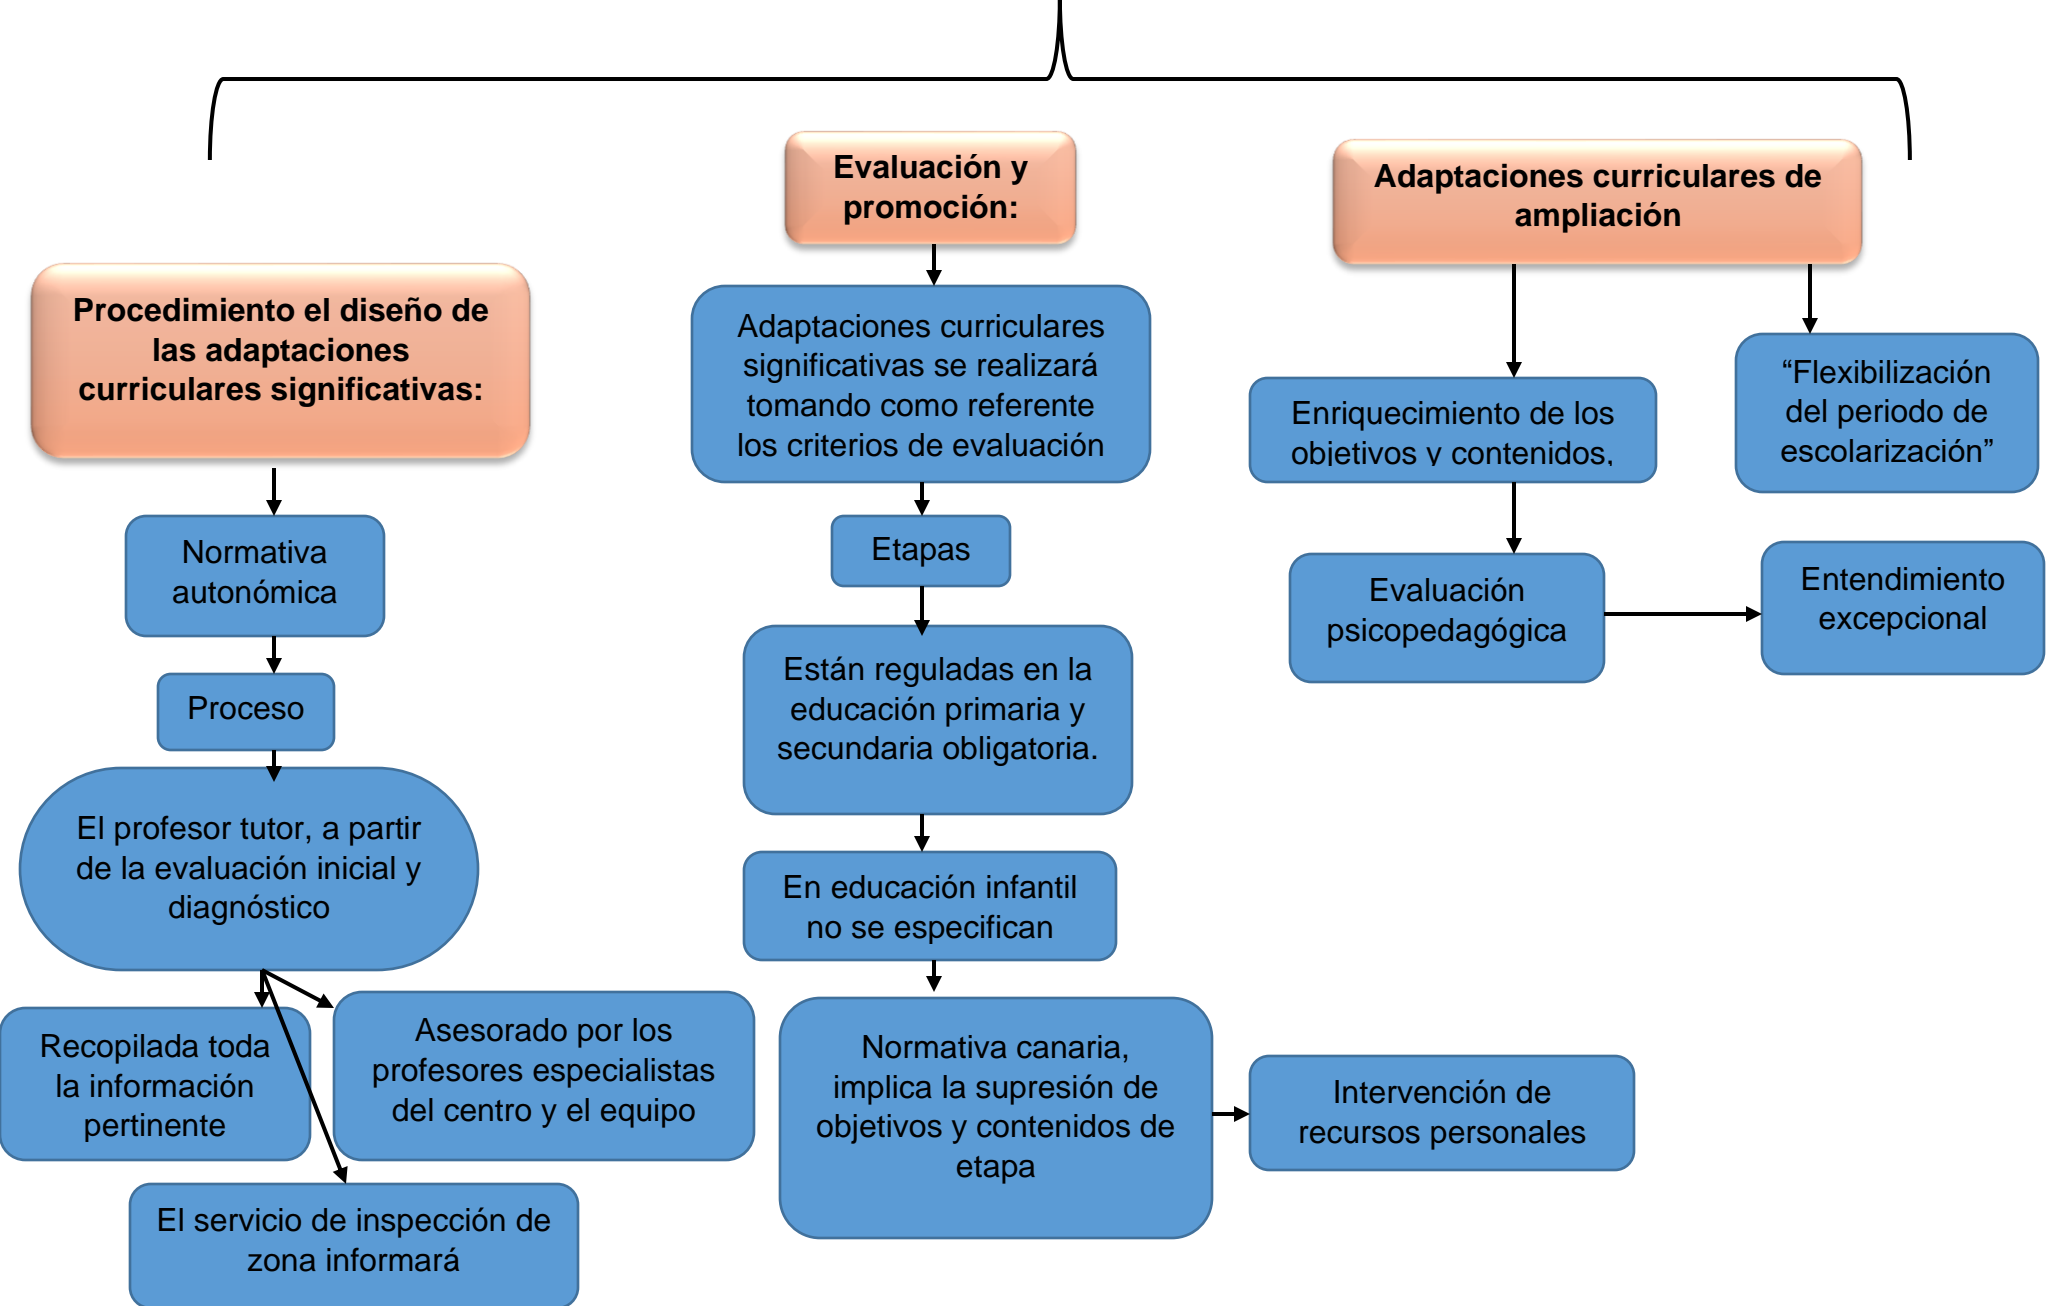 Procedimiento el diseño de
las adaptaciones
curriculares significativas:
Normativa
autonómica
Proceso
El profesor tutor, a partir
de la evaluación inicial y
diagnóstico
Recopilada toda
la información
pertinente
Asesorado por los
profesores especialistas
del centro y el equipo
El servicio de inspección de
zona informará
Evaluación y
promoción:
Adaptaciones curriculares
significativas se realizará
tomando como referente
los criterios de evaluación
Etapas
Están reguladas en la
educación primaria y
secundaria obligatoria.
En educación infantil
no se especifican
Normativa canaria,
implica la supresión de
objetivos y contenidos de
etapa
Intervención de
recursos personales
Adaptaciones curriculares de
ampliación
Enriquecimiento de los
objetivos y contenidos,
“Flexibilización
del periodo de
escolarización”
Evaluación
psicopedagógica
Entendimiento
excepcional